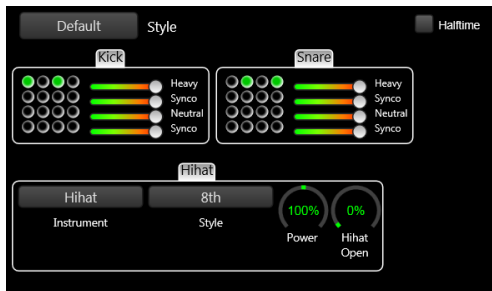 Default Style Halftime
Kick Snare
Heavy Heavy
Synco Synco
Neutral Neutral
Synco Synco
Hihat
Hihat 8th 100% 0%
Instrument Style Power Hihat
Open